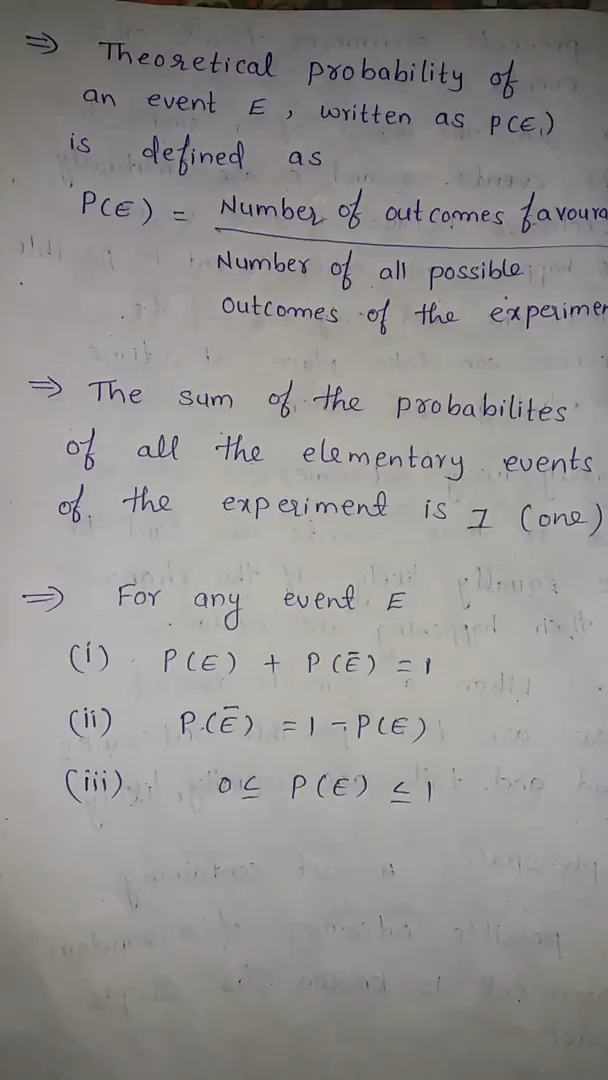 ⇒ Theoretical probability of
an event E, written as P(E)
is defined as
P(E) = Number of outcomes favoura
Number of all possible
outcomes of the experimen
⇒ The sum of the probabilites
of all the elementary events
of the experiment is 1 (one)
⇒ For any event E
(i) P(E) + P(Ē) = 1
(ii) P(Ē) = 1 - P(E)
(iii) 0 ≤ P(E) ≤ 1